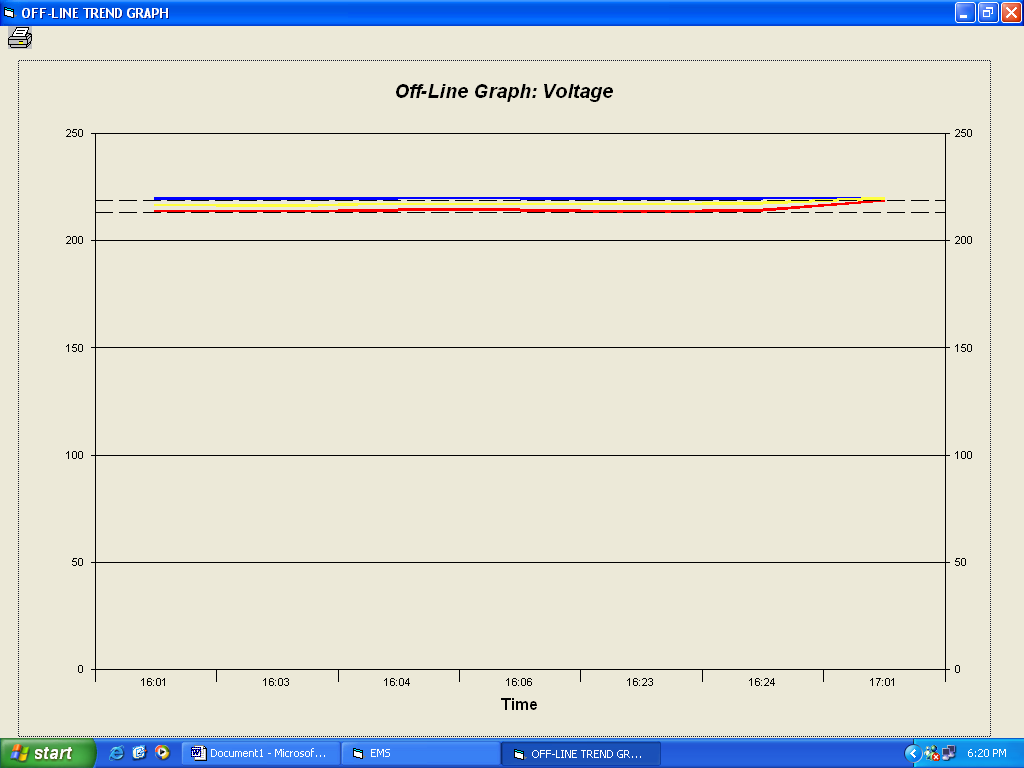 OFF-LINE TREND GRAPH
Off-Line Graph: Voltage
250 250
200 200
150 150
100 100
50 50
0 0
16:01 16:03 16:04 16:06 16:23 16:24 17:01
Time
start Document1 - Microsof... EMS OFF-LINE TREND GR... 6:20 PM